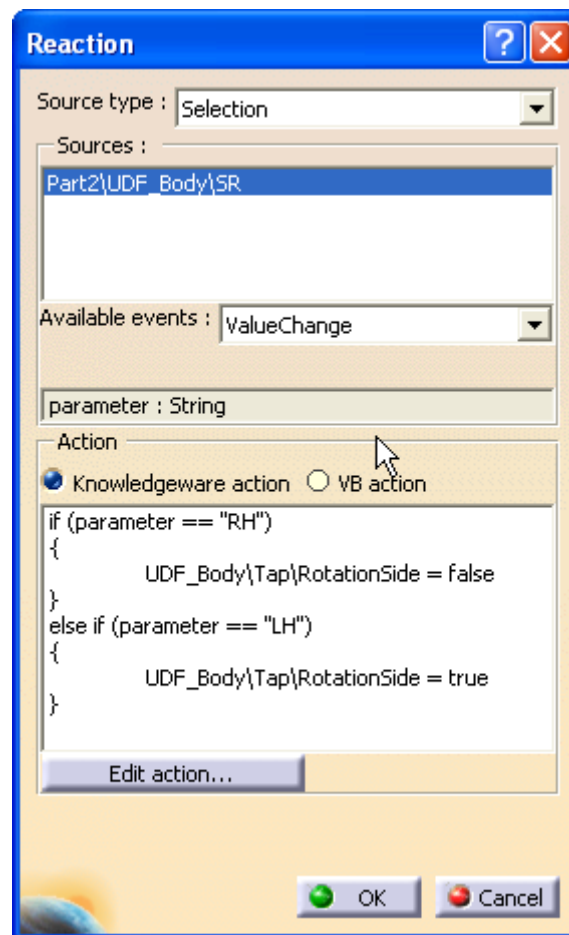 Reaction
Source type : Selection
Sources :
Part2\UDF_Body\SR
Available events : ValueChange
parameter : String
Action
Knowledgeware action VB action
if (parameter == "RH")
{
UDF_Body\Tap\RotationSide = false
}
else if (parameter == "LH")
{
UDF_Body\Tap\RotationSide = true
}
Edit action...
OK Cancel